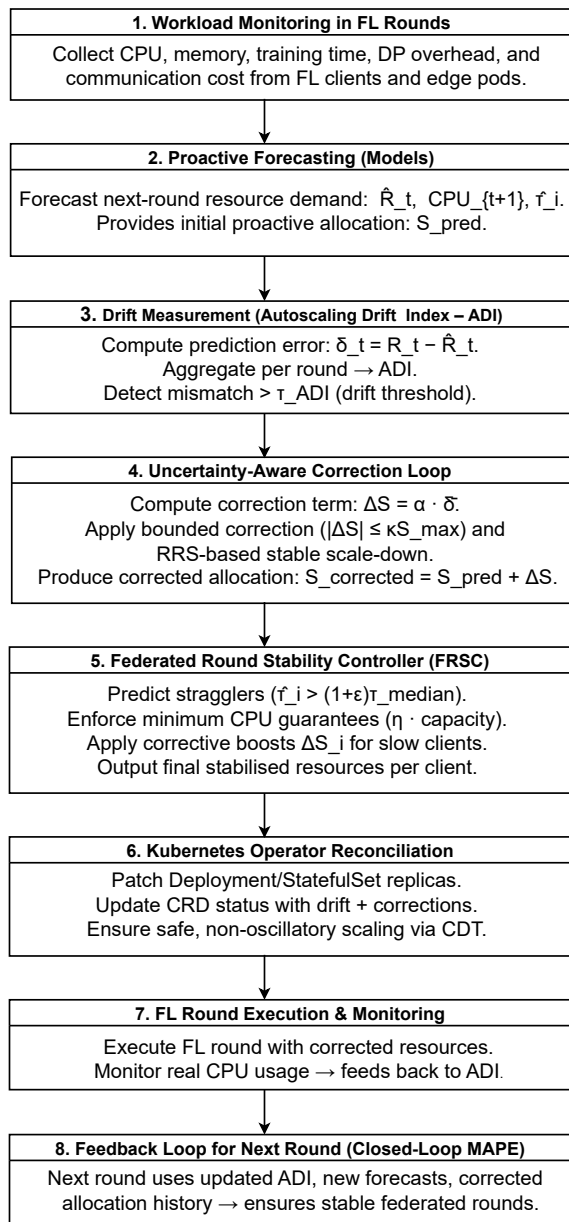 1. Workload Monitoring in FL Rounds
Collect CPU, memory, training time, DP overhead, and
communication cost from FL clients and edge pods.
2. Proactive Forecasting (Models)
Forecast next-round resource demand: R̂_t, CPU_{t+1}, τ̂_i.
Provides initial proactive allocation: S_pred.
3. Drift Measurement (Autoscaling Drift Index – ADI)
Compute prediction error: δ_t = R_t − R̂_t.
Aggregate per round → ADI.
Detect mismatch > τ_ADI (drift threshold).
4. Uncertainty-Aware Correction Loop
Compute correction term: ΔS = α · δ̄.
Apply bounded correction (|ΔS| ≤ κS_max) and
RRS-based stable scale-down.
Produce corrected allocation: S_corrected = S_pred + ΔS.
5. Federated Round Stability Controller (FRSC)
Predict stragglers (τ̂_i > (1+ε)τ_median).
Enforce minimum CPU guarantees (η · capacity).
Apply corrective boosts ΔS_i for slow clients.
Output final stabilised resources per client.
6. Kubernetes Operator Reconciliation
Patch Deployment/StatefulSet replicas.
Update CRD status with drift + corrections.
Ensure safe, non-oscillatory scaling via CDT.
7. FL Round Execution & Monitoring
Execute FL round with corrected resources.
Monitor real CPU usage → feeds back to ADI.
8. Feedback Loop for Next Round (Closed-Loop MAPE)
Next round uses updated ADI, new forecasts, corrected
allocation history → ensures stable federated rounds.